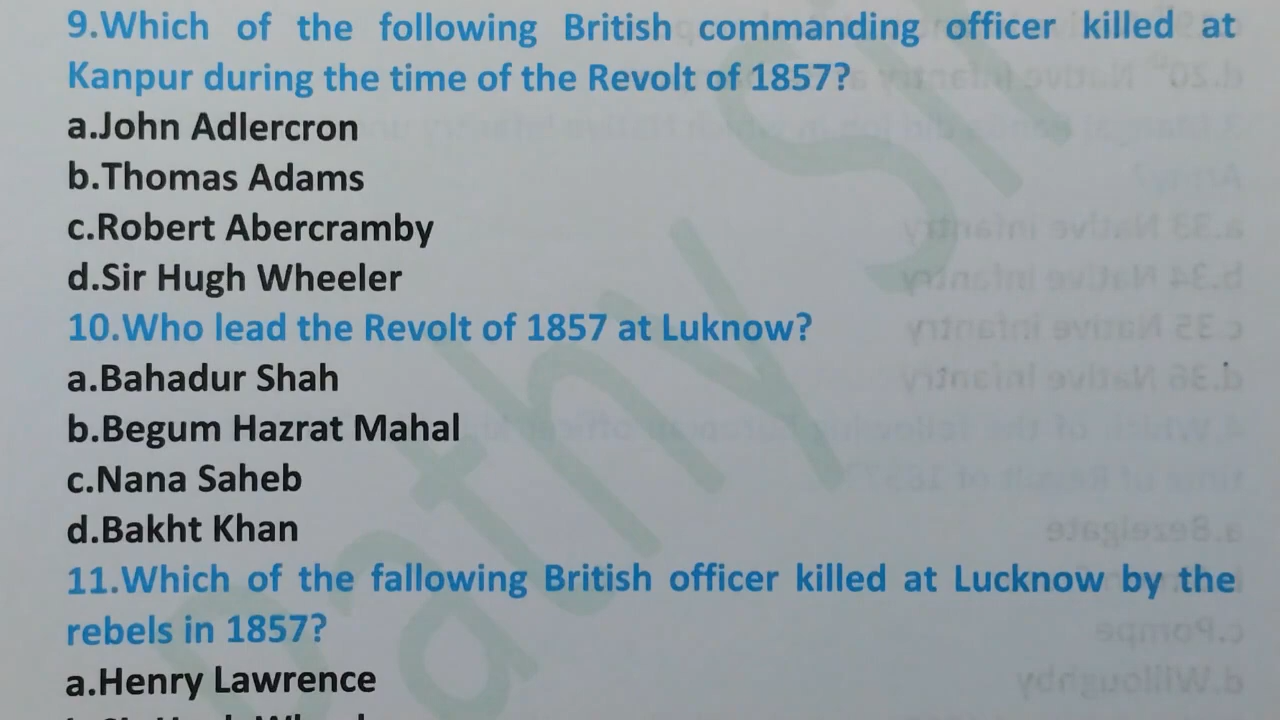 9.Which of the following British commanding officer killed at
Kanpur during the time of the Revolt of 1857?
a.John Adlercron
b.Thomas Adams
c.Robert Abercramby
d.Sir Hugh Wheeler
10.Who lead the Revolt of 1857 at Luknow?
a.Bahadur Shah
b.Begum Hazrat Mahal
c.Nana Saheb
d.Bakht Khan
11.Which of the fallowing British officer killed at Lucknow by the
rebels in 1857?
a.Henry Lawrence
Pathy Sir